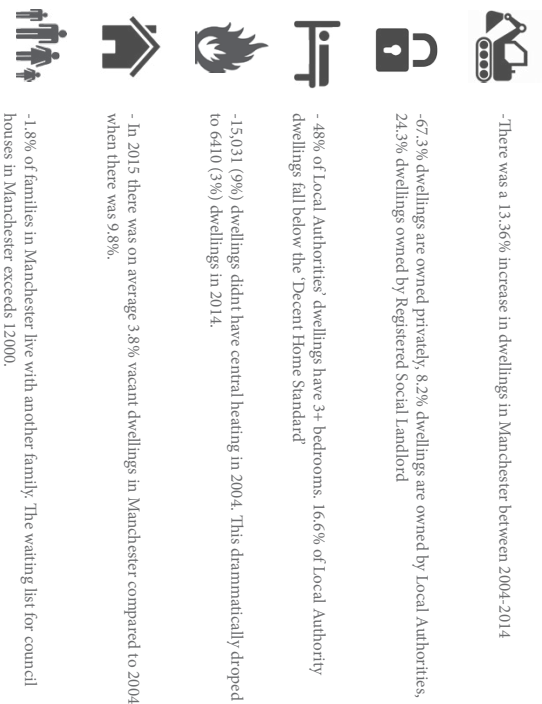 -There was a 13.36% increase in dwellings in Manchester between 2004-2014
-67.3% dwellings are owned privately, 8.2% dwellings are owned by Local Authorities,
24.3% dwellings owned by Registered Social Landlord
- 48% of Local Authorities' dwellings have 3+ bedrooms. 16.6% of Local Authority
dwellings fall below the 'Decent Home Standard'
-15,031 (9%) dwellings didnt have central heating in 2004. This drammatically droped
to 6410 (3%) dwellings in 2014.
- In 2015 there was on average 3.8% vacant dwellings in Manchester compared to 2004
when there was 9.8%.
-1.8% of families in Manchester live with another family. The waiting list for council
houses in Manchester exceeds 12000.